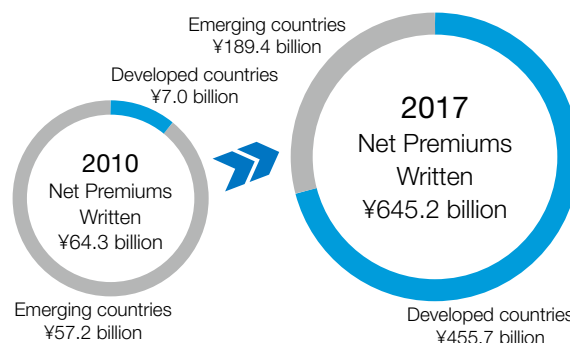 Emerging countries
¥189.4 billion
Developed countries
¥7.0 billion
2010
Net Premiums
Written
¥64.3 billion
Emerging countries
¥57.2 billion
2017
Net Premiums
Written
¥645.2 billion
Developed countries
¥455.7 billion